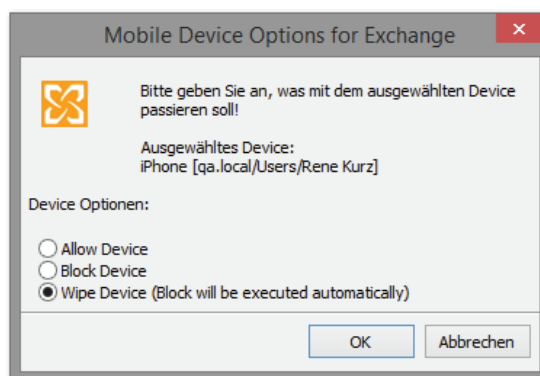 Mobile Device Options for Exchange
Bitte geben Sie an, was mit dem ausgewählten Device
passieren soll!
Ausgewähltes Device:
iPhone [qa.local/Users/Rene Kurz]
Device Optionen:
Allow Device
Block Device
Wipe Device (Block will be executed automatically)
OK
Abbrechen